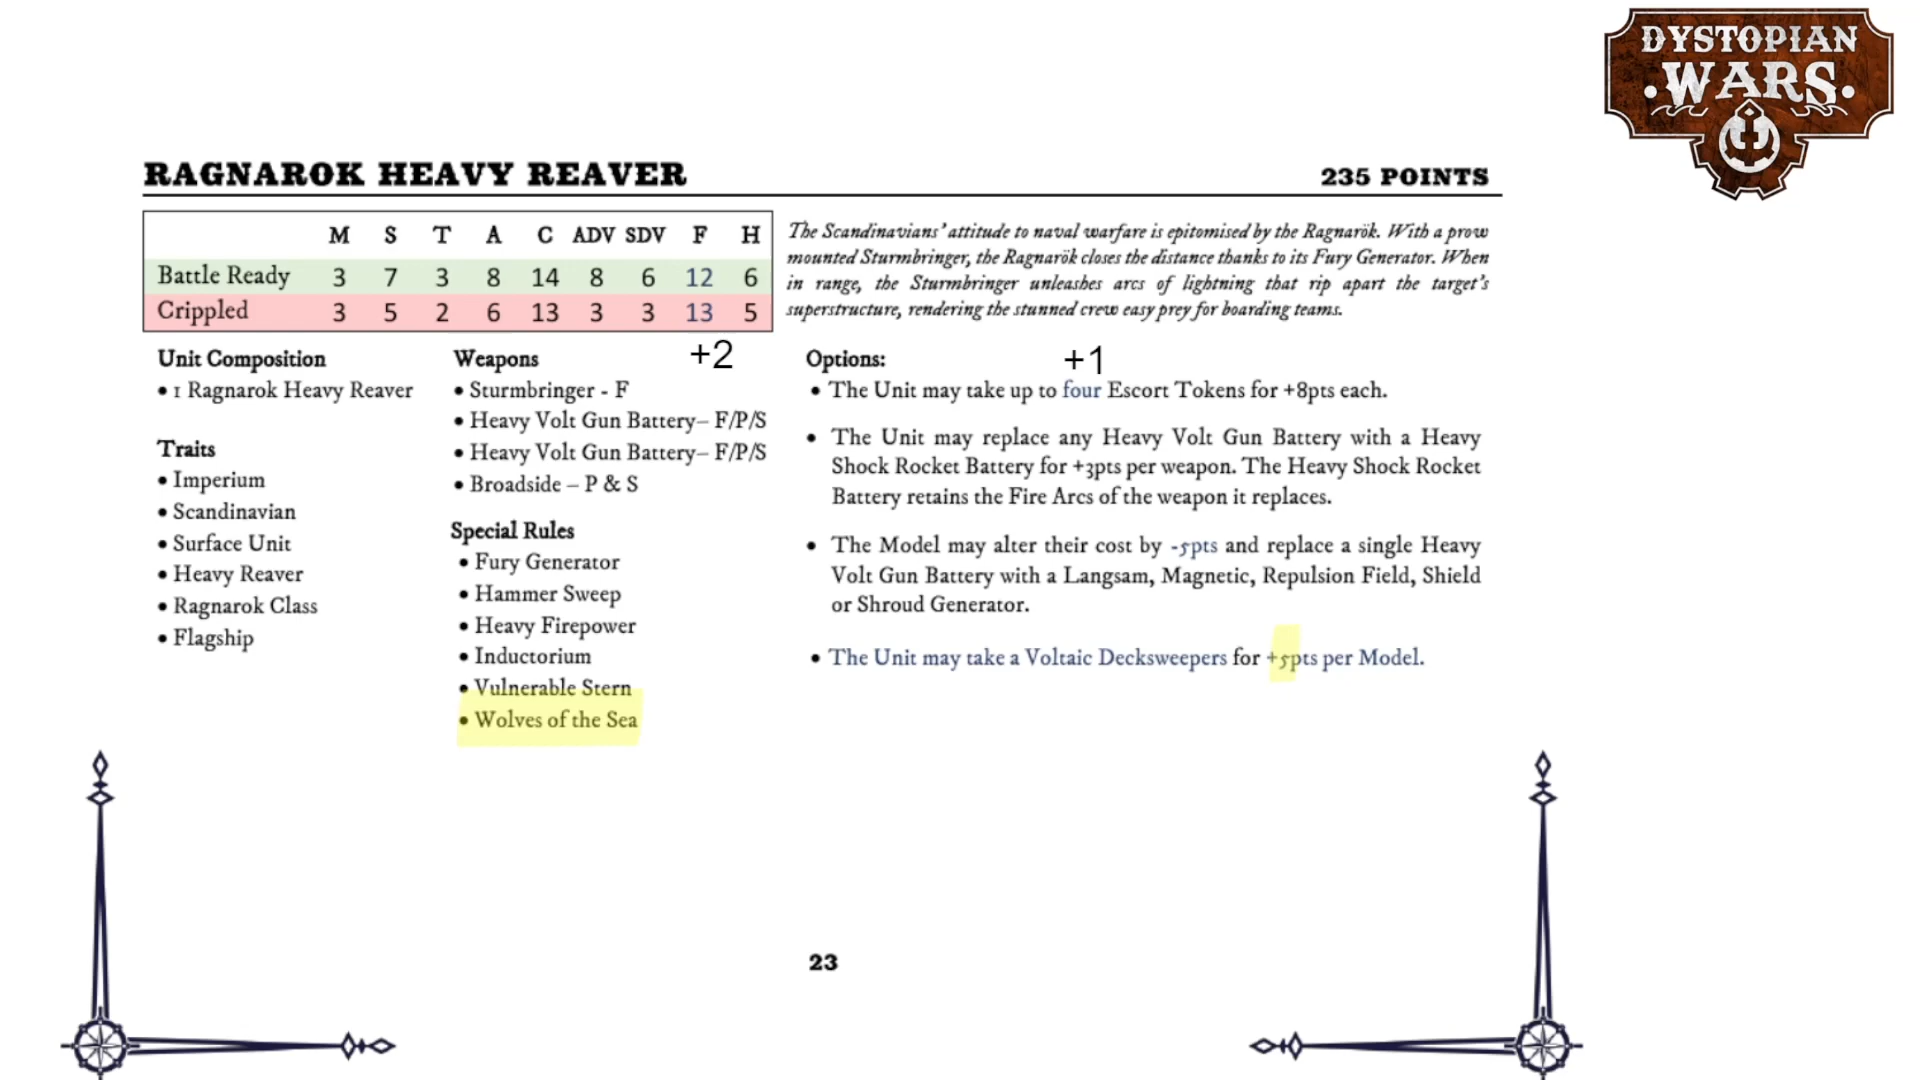 DYSTOPIAN
WARS
RAGNAROK HEAVY REAVER
235 POINTS
M S T A C ADV SDV F H
Battle Ready 3 7 3 8 14 8 6 12 6
Crippled 3 5 2 6 13 3 3 13 5
+2
The Scandinavians' attitude to naval warfare is epitomised by the Ragnarök. With a prow
mounted Sturmbringer, the Ragnarök closes the distance thanks to its Fury Generator. When
in range, the Sturmbringer unleashes arcs of lightning that rip apart the target's
superstructure, rendering the stunned crew easy prey for boarding teams.
Unit Composition
• 1 Ragnarok Heavy Reaver
Traits
• Imperium
• Scandinavian
• Surface Unit
• Heavy Reaver
• Ragnarok Class
• Flagship
Weapons
• Sturmbringer - F
• Heavy Volt Gun Battery– F/P/S
• Heavy Volt Gun Battery– F/P/S
• Broadside – P & S
Special Rules
• Fury Generator
• Hammer Sweep
• Heavy Firepower
• Inductorium
• Vulnerable Stern
• Wolves of the Sea
Options:
+1
• The Unit may take up to four Escort Tokens for +8pts each.
• The Unit may replace any Heavy Volt Gun Battery with a Heavy
Shock Rocket Battery for +3pts per weapon. The Heavy Shock Rocket
Battery retains the Fire Arcs of the weapon it replaces.
• The Model may alter their cost by -5pts and replace a single Heavy
Volt Gun Battery with a Langsam, Magnetic, Repulsion Field, Shield
or Shroud Generator.
• The Unit may take a Voltaic Decksweepers for +5pts per Model.
23